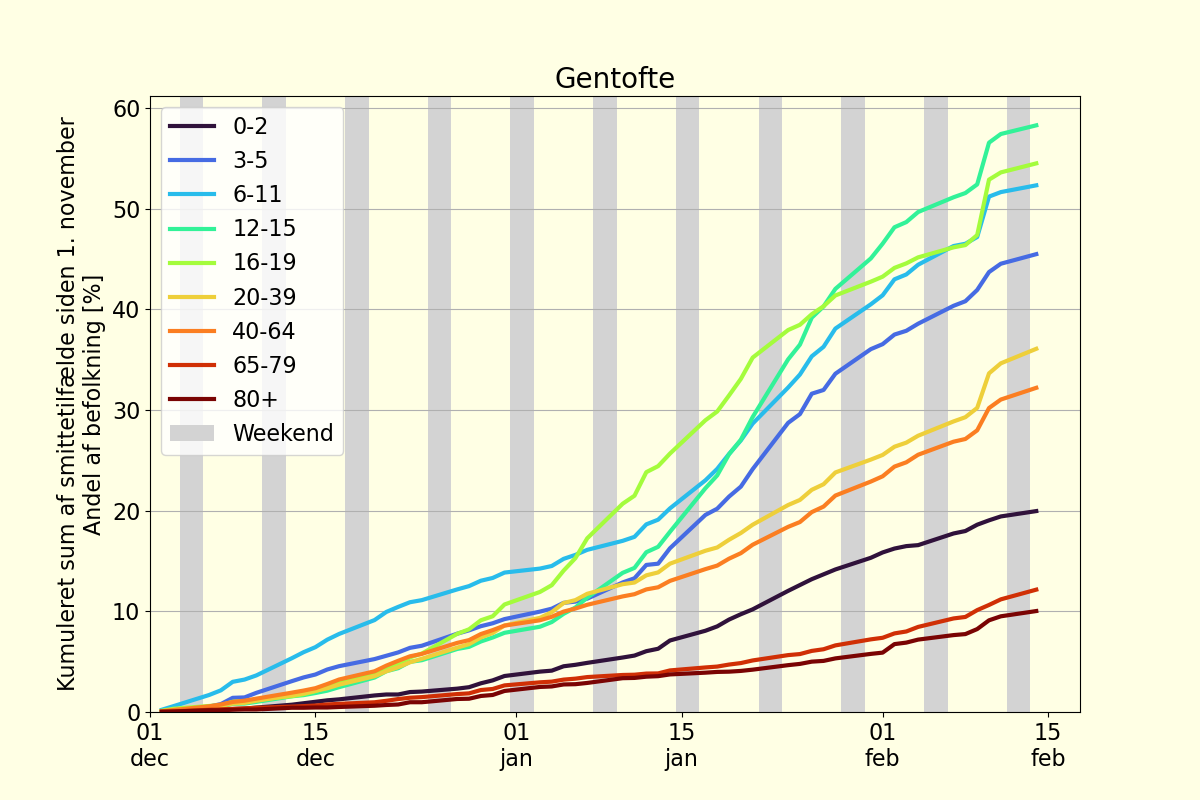 Gentofte
Kumuleret sum af smittetilfælde siden 1. november
Andel af befolkning [%]
60
50
40
30
20
10
0
0-2
3-5
6-11
12-15
16-19
20-39
40-64
65-79
80+
Weekend
01 15 01 15 01 15
dec dec jan jan feb feb